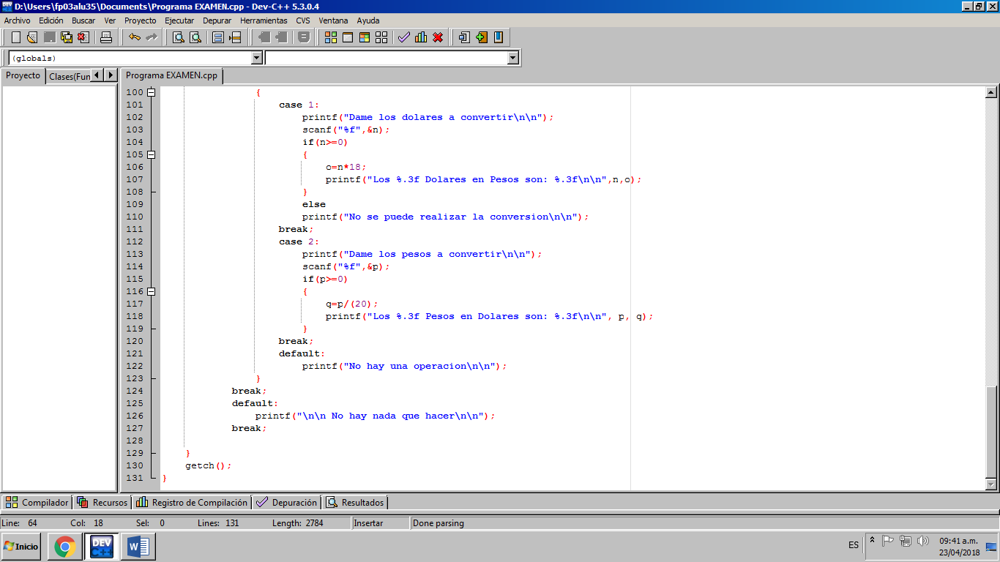 D:\Users\fp03alu35\Documents\Programa EXAMEN.cpp - Dev-C++ 5.3.0.4
Archivo Edición Buscar Ver Proyecto Ejecutar Depurar Herramientas CVS Ventana Ayuda
(globals)
Proyecto Clases(Fun
Programa EXAMEN.cpp
100 {
101 case 1:
102 printf("Dame los dolares a convertir\n\n");
103 scanf("%f",&n);
104 if(n>=0)
105 {
106 o=n*18;
107 printf("Los %.3f Dolares en Pesos son: %.3f\n\n",n,o);
108 }
109 else
110 printf("No se puede realizar la conversion\n\n");
111 break;
112 case 2:
113 printf("Dame los pesos a convertir\n\n");
114 scanf("%f",&p);
115 if(p>=0)
116 {
117 q=p/(20);
118 printf("Los %.3f Pesos en Dolares son: %.3f\n\n", p, q);
119 }
120 break;
121 default:
122 printf("No hay una operacion\n\n");
123 }
124 break;
125 default:
126 printf("\n\n No hay nada que hacer\n\n");
127 break;
128
129 }
130 getch();
131 }
Compilador Recursos Registro de Compilación Depuración Resultados
Line: 64 Col: 18 Sel: 0 Lines: 131 Length: 2784 Insertar Done parsing
Inicio DEV C++ W ES 09:41 a.m.
23/04/2018